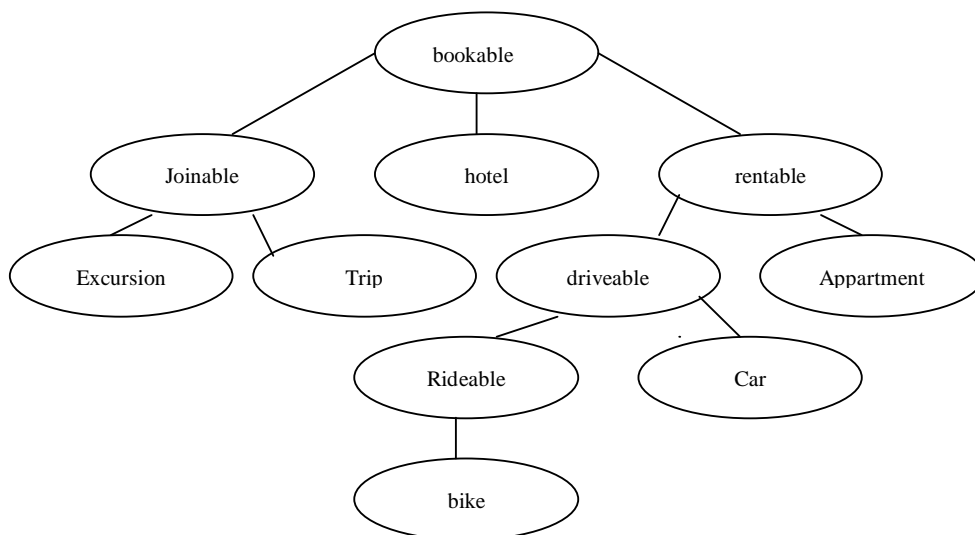 bookable
Joinable
hotel
rentable
Excursion
Trip
driveable
Appartment
Rideable
Car
bike